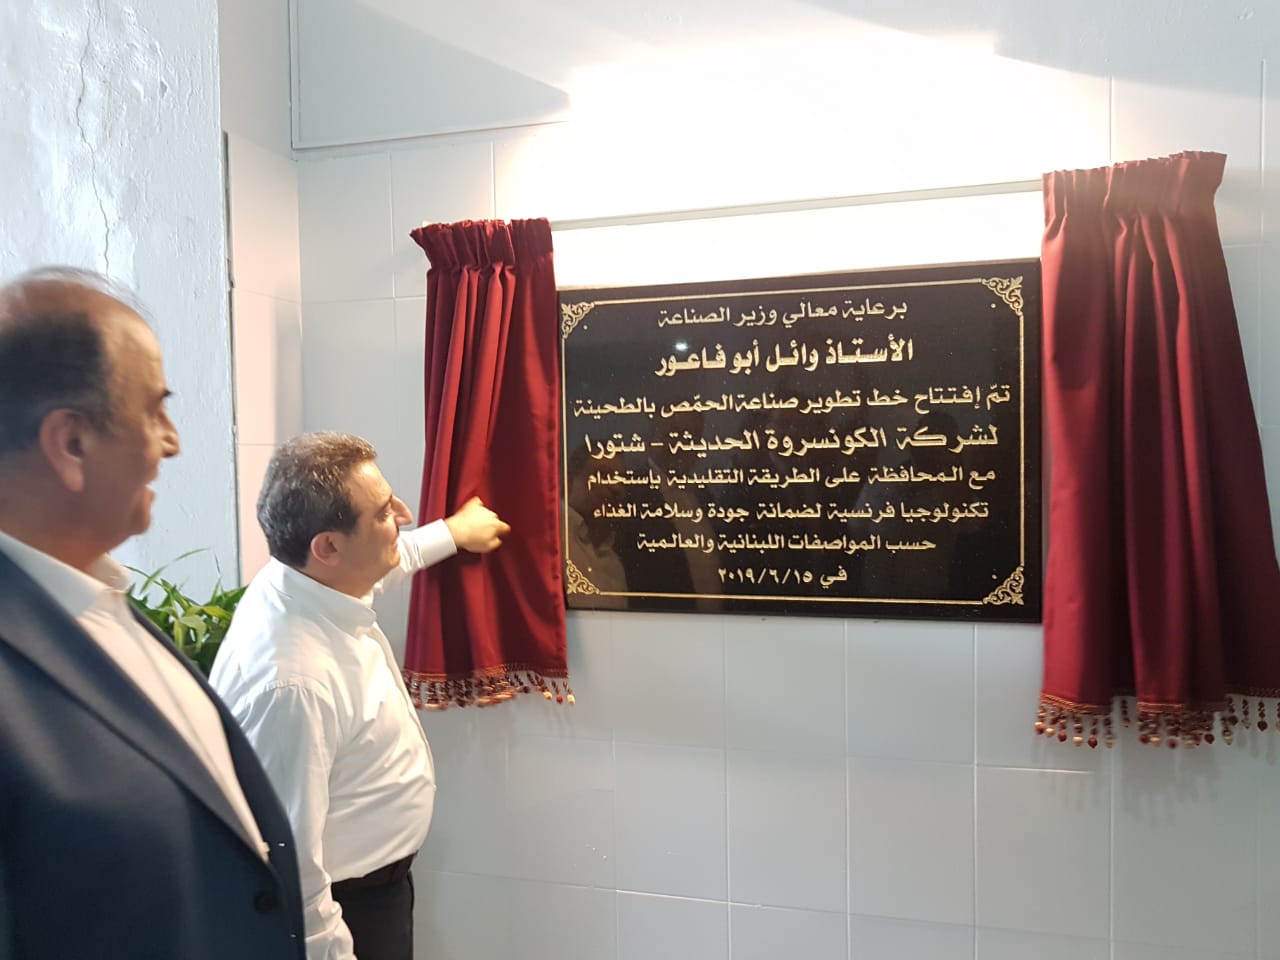 برعاية معالي وزير الصناعة
الأستاذ وائل أبو فاعور
تمّ إفتتاح خط تطوير صناعة الحمّص بالطحينة
لشركة الكونسروة الحديثة - شتورا
مع المحافظة على الطريقة التقليدية بإستخدام
تكنولوجيا فرنسية لضمانة جودة وسلامة الغذاء
حسب المواصفات اللبنانية والعالمية
في ٢٠١٩/٦/١٥